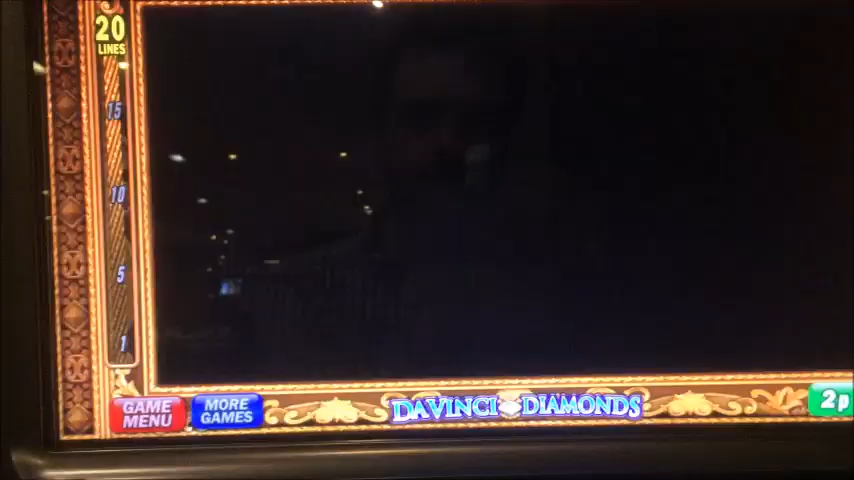 20
LINES
15
10
5
1
GAME
MENU
MORE
GAMES
DAVINCI DIAMONDS
2p